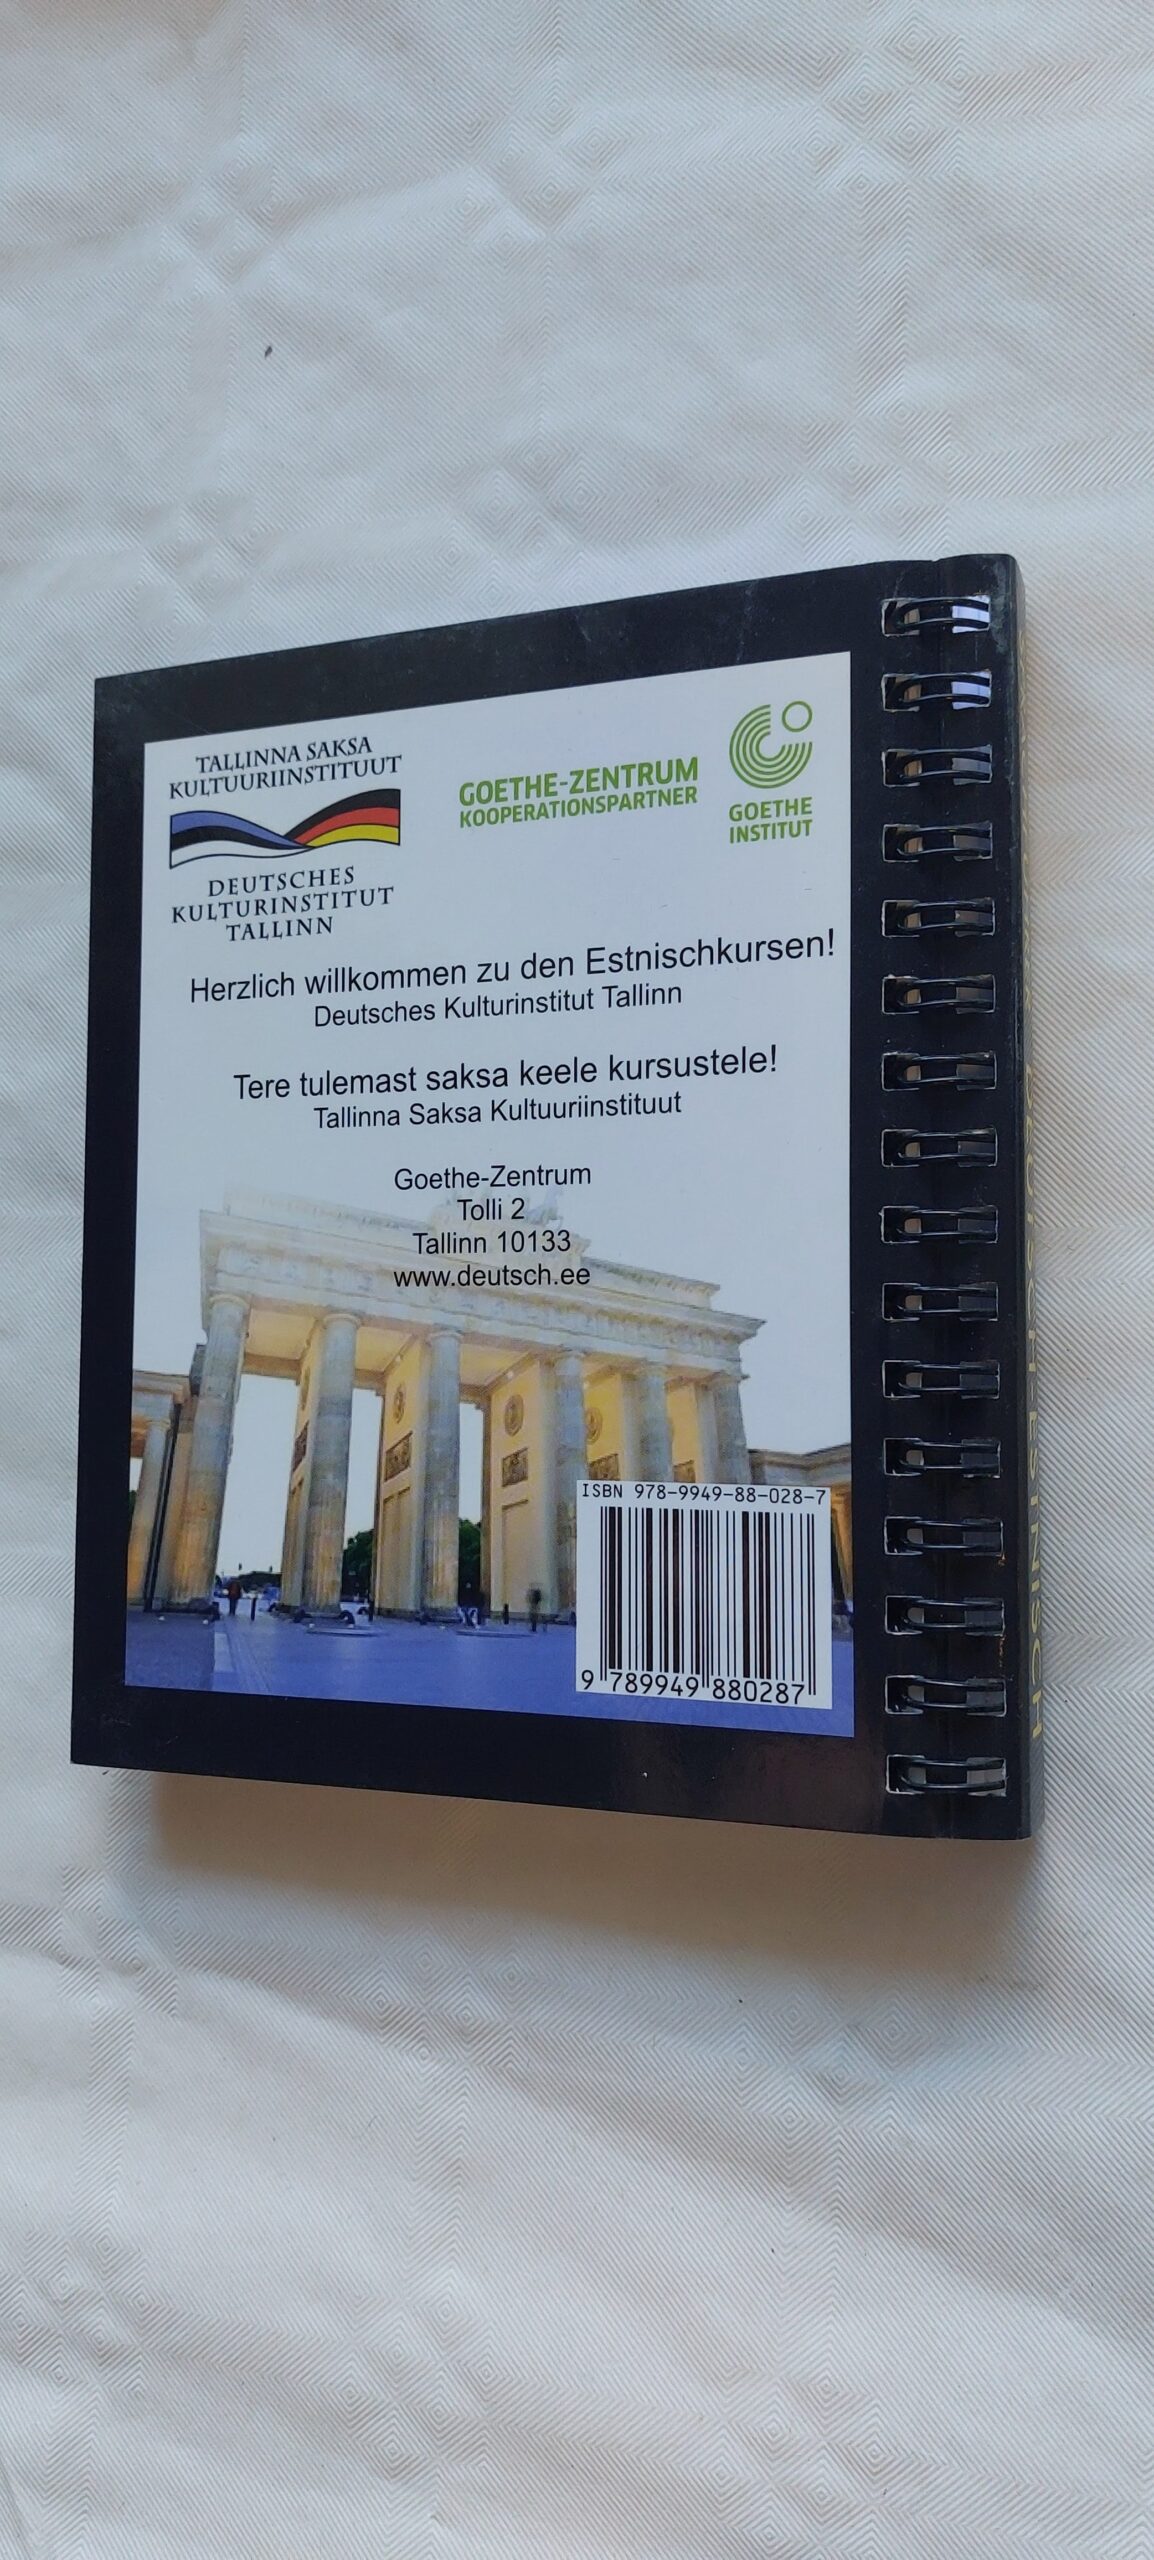 TALLINNA SAKSA
KULTUURIINSTITUUT
DEUTSCHES
KULTURINSTITUT
TALLINN
GOETHE-ZENTRUM
KOOPERATIONSPARTNER
GOETHE
INSTITUT
Herzlich willkommen zu den Estnischkursen!
Deutsches Kulturinstitut Tallinn
Tere tulemast saksa keele kursustele!
Tallinna Saksa Kultuuriinstituut
Goethe-Zentrum
Tolli 2
Tallinn 10133
www.deutsch.ee
ISBN 978-9949-88-028-7
9 789949 880287
DEUTSCH-ESTNISCH